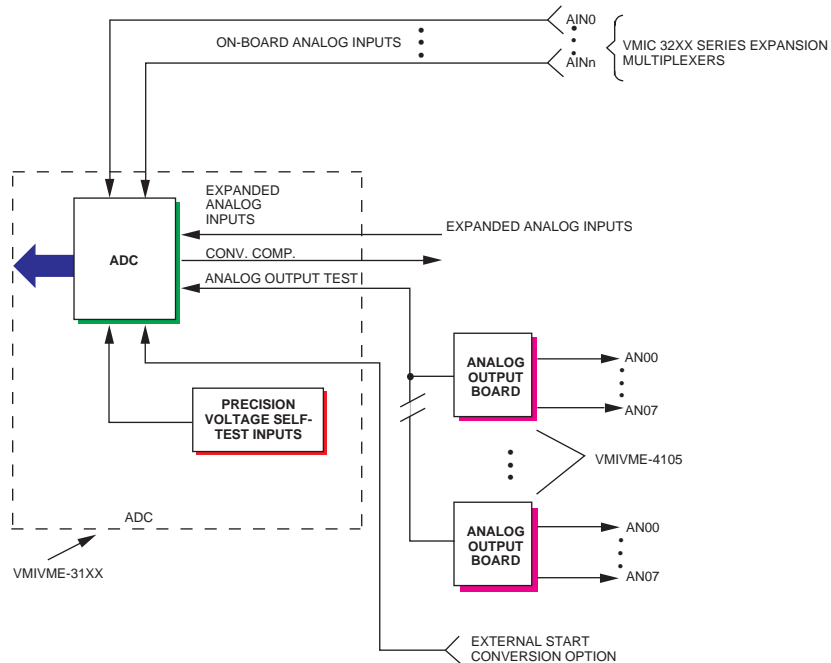 AIN0
ON-BOARD ANALOG INPUTS
VMIC 32XX SERIES EXPANSION
MULTIPLEXERS
AINn
EXPANDED
ANALOG
INPUTS
EXPANDED ANALOG INPUTS
ADC
CONV. COMP.
ANALOG OUTPUT TEST
ANALOG
OUTPUT
BOARD
AN00
AN07
PRECISION
VOLTAGE SELF-
TEST INPUTS
VMIVME-4105
ADC
ANALOG
OUTPUT
BOARD
AN00
AN07
VMIVME-31XX
EXTERNAL START
CONVERSION OPTION